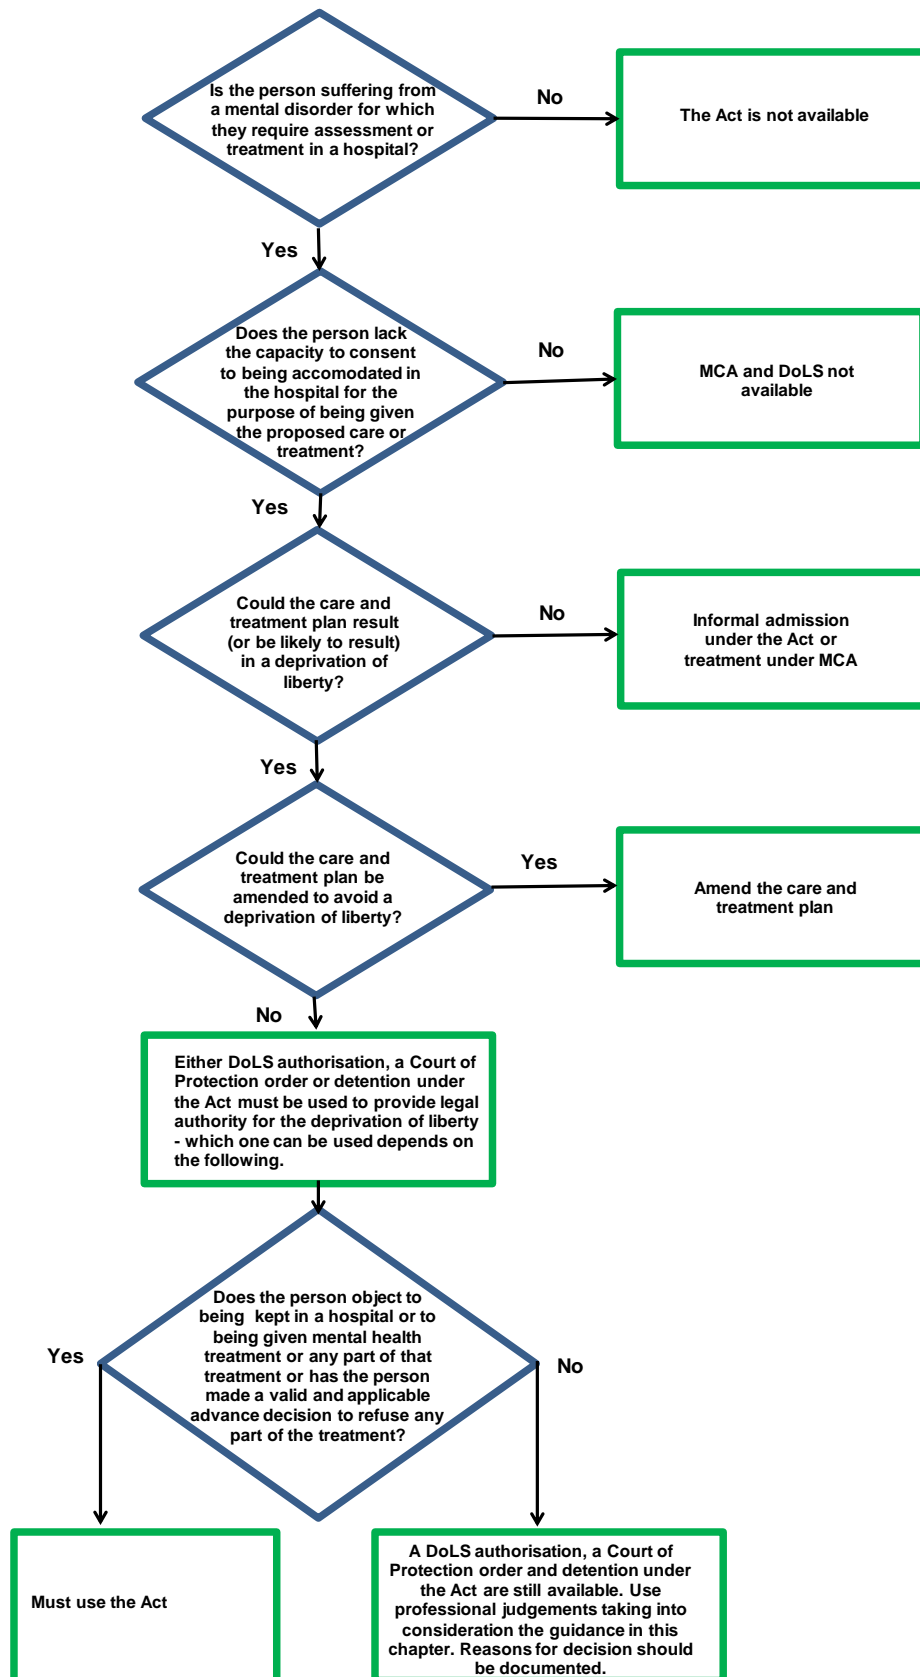 Is the person suffering from
a mental disorder for which
they require assessment or
treatment in a hospital?
No
The Act is not available
Yes
Does the person lack
the capacity to consent
to being accomodated in
the hospital for the
purpose of being given
the proposed care or
treatment?
No
MCA and DoLS not
available
Yes
Could the care and
treatment plan result
(or be likely to result)
in a deprivation of
liberty?
No
Informal admission
under the Act or
treatment under MCA
Yes
Could the care and
treatment plan be
amended to avoid a
deprivation of liberty?
Yes
Amend the care and
treatment plan
No
Either DoLS authorisation, a Court of
Protection order or detention under
the Act must be used to provide legal
authority for the deprivation of liberty
- which one can be used depends on
the following.
Does the person object to
being kept in a hospital or to
being given mental health
treatment or any part of that
treatment or has the person
made a valid and applicable
advance decision to refuse any
part of the treatment?
Yes
No
Must use the Act
A DoLS authorisation, a Court of
Protection order and detention under
the Act are still available. Use
professional judgements taking into
consideration the guidance in this
chapter. Reasons for decision should
be documented.